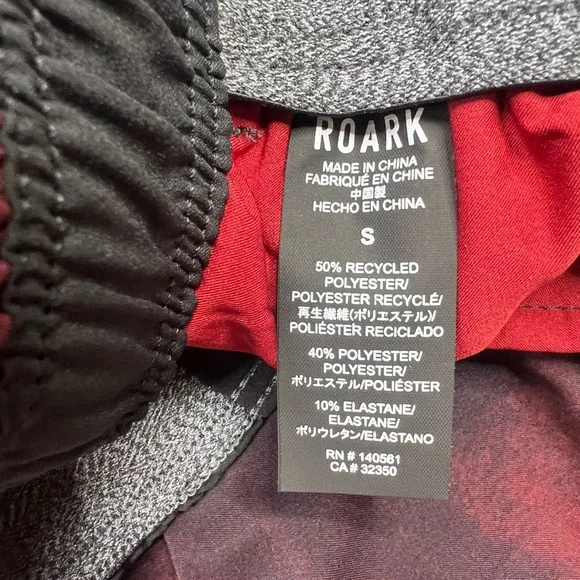 ROARK
MADE IN CHINA
FABRIQUÉ EN CHINE
中国製
HECHO EN CHINA
S
50% RECYCLED
POLYESTER/
POLYESTER RECYCLÉ/
再生繊維(ポリエステル)/
POLIÉSTER RECICLADO
40% POLYESTER/
POLYESTER/
ポリエステル/POLIÉSTER
10% ELASTANE/
ÉLASTHANNE/
ポリウレタン/ELASTANO
RN # 140561
CA # 32350